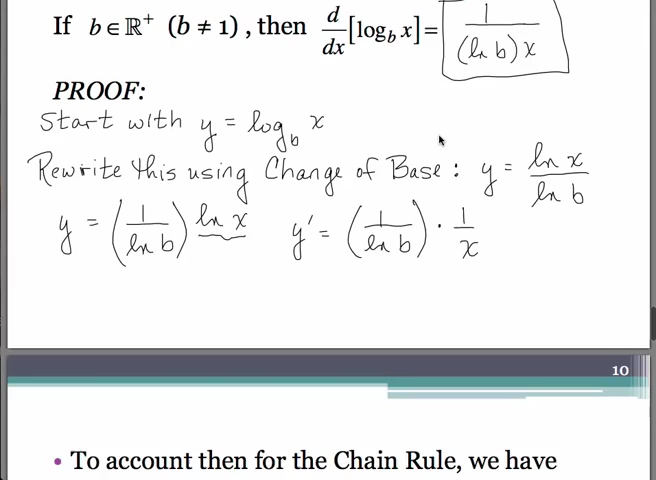 If b ∈ ℝ⁺ (b ≠ 1), then d/dx [log_b x] = 1/((ln b) x)
PROOF:
Start with y = log_b x
Rewrite this using Change of Base: y = ln x / ln b
y = (1/ln b) ln x   y' = (1/ln b) · 1/x
10
• To account then for the Chain Rule, we have